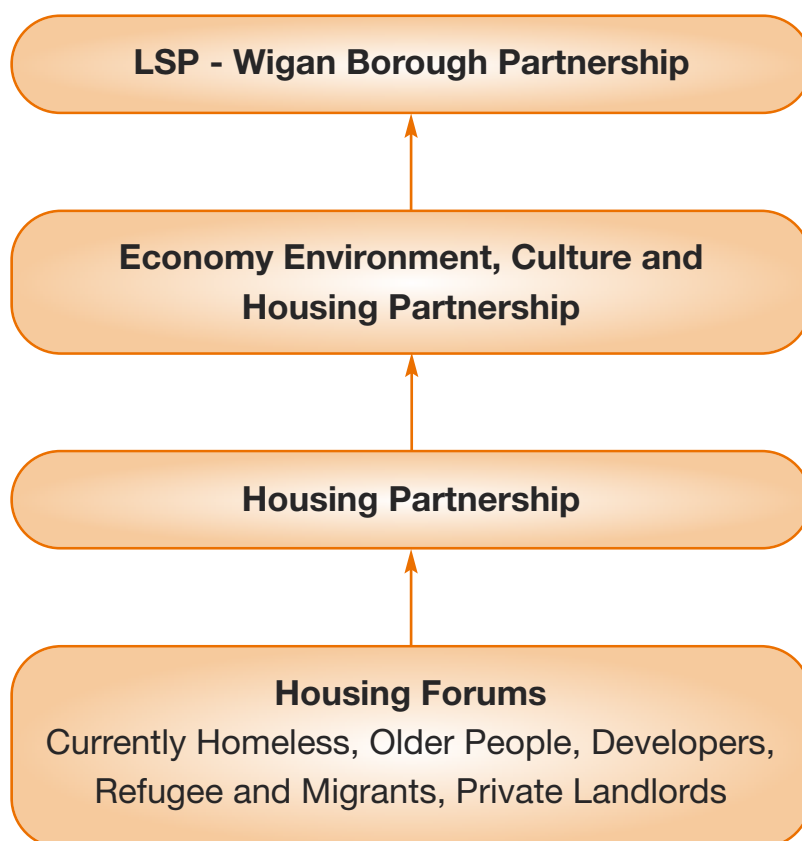 LSP - Wigan Borough Partnership
Economy Environment, Culture and
Housing Partnership
Housing Partnership
Housing Forums
Currently Homeless, Older People, Developers,
Refugee and Migrants, Private Landlords